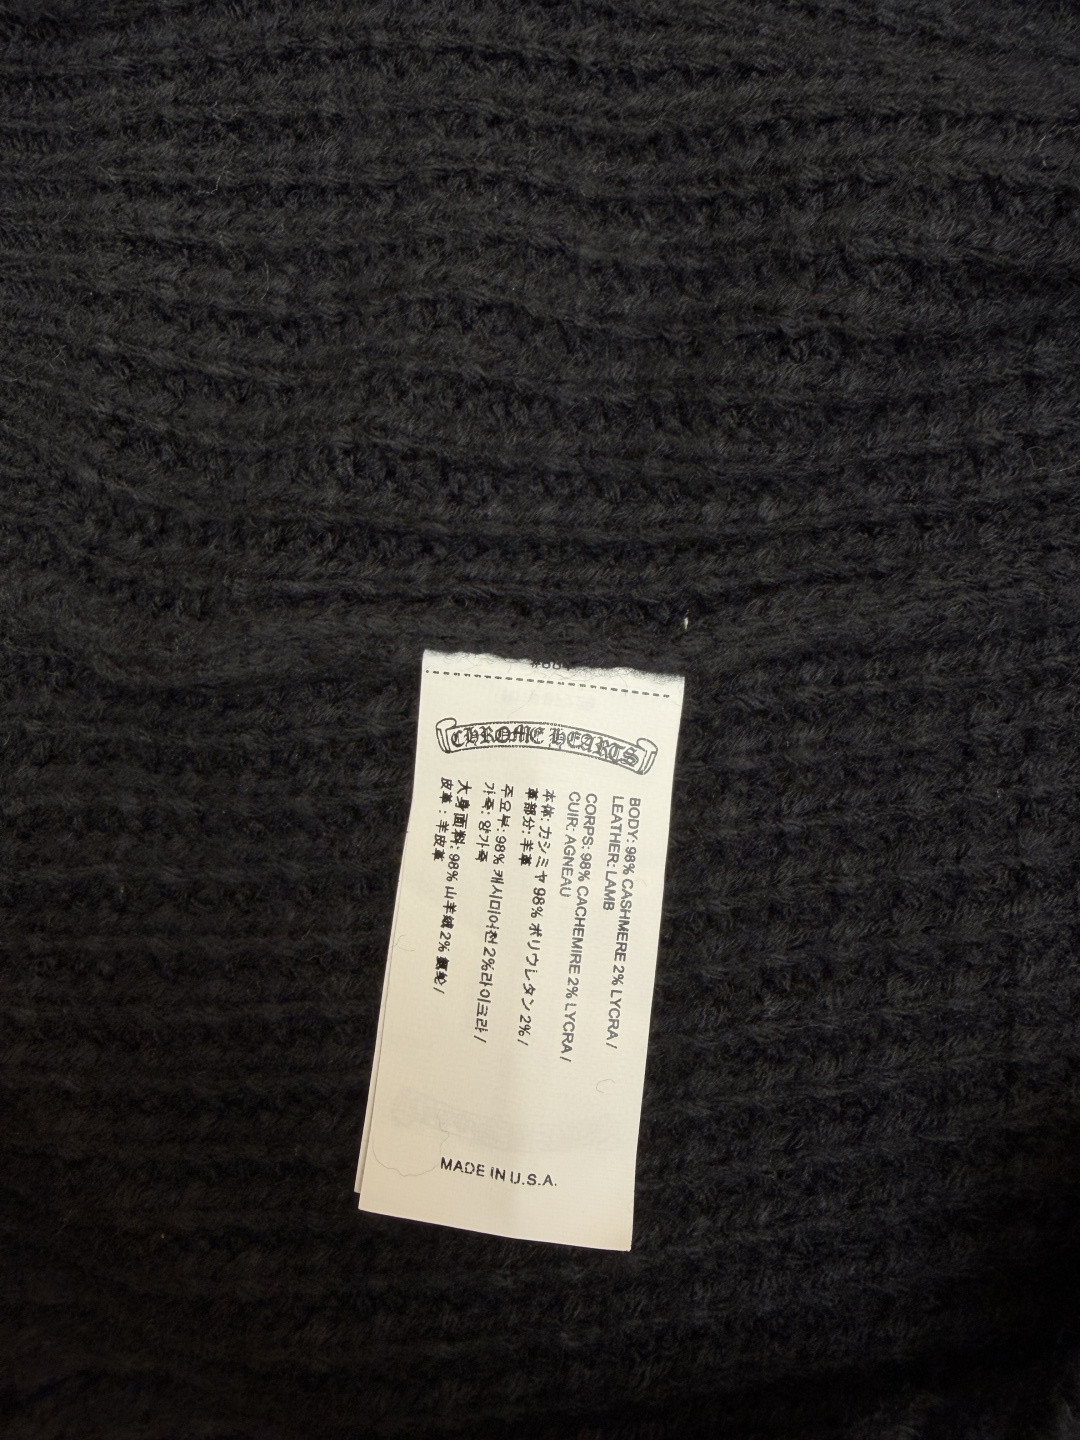 CHROME HEARTS
BODY: 98% CASHMERE 2% LYCRA /
LEATHER: LAMB
CORPS: 98% CACHEMIRE 2% LYCRA /
CUIR: AGNEAU
本体: カシミヤ 98% ポリウレタン 2% /
革部分: 羊革
주요부: 98% 캐시미어천 2%라이크라 /
가죽: 양가죽
大身面料: 98% 山羊绒 2% 氨纶 /
皮革: 羊皮革
MADE IN U.S.A.